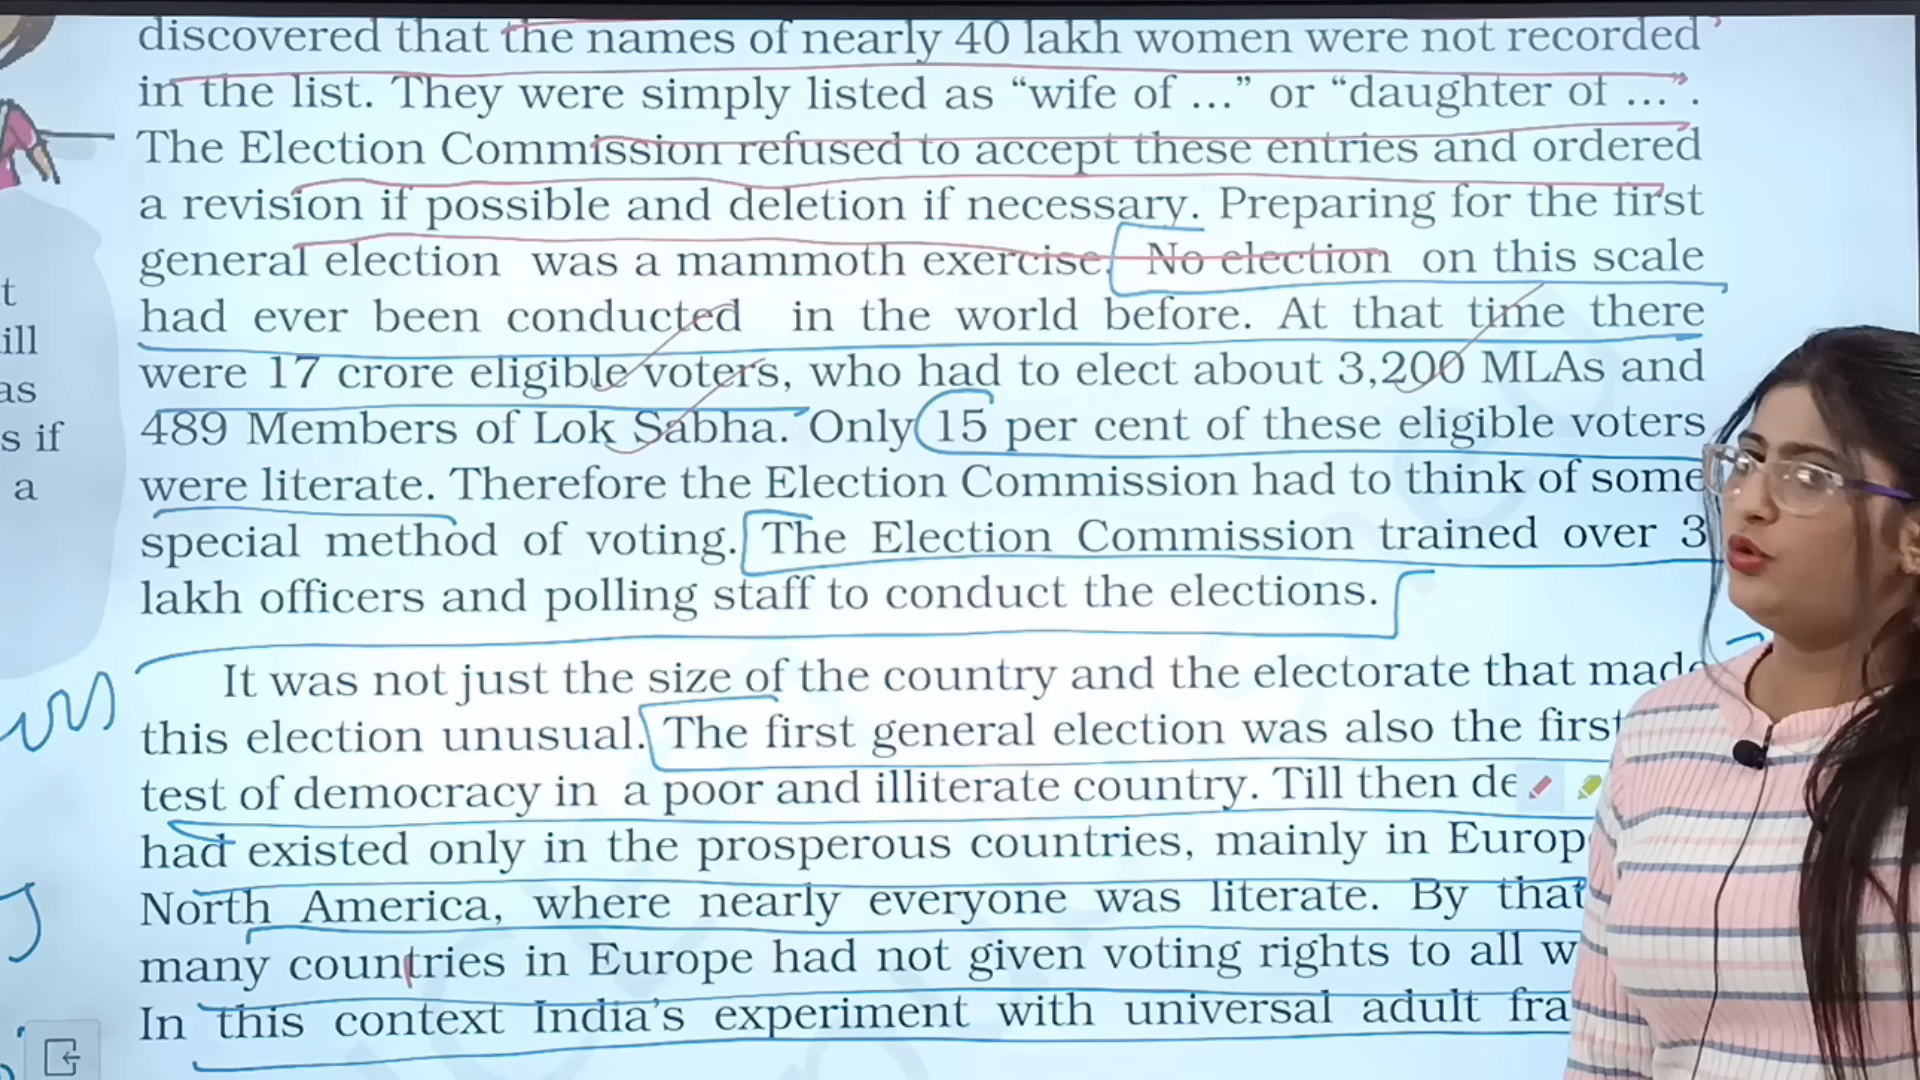 discovered that the names of nearly 40 lakh women were not recorded
in the list. They were simply listed as “wife of ...” or “daughter of ...”.
The Election Commission refused to accept these entries and ordered
a revision if possible and deletion if necessary. Preparing for the first
general election was a mammoth exercise. No election on this scale
t
had ever been conducted in the world before. At that time there
ill
were 17 crore eligible voters, who had to elect about 3,200 MLAs and
as
489 Members of Lok Sabha. Only 15 per cent of these eligible voters
s if
were literate. Therefore the Election Commission had to think of some
a
special method of voting. The Election Commission trained over 3
lakh officers and polling staff to conduct the elections.
It was not just the size of the country and the electorate that made
this election unusual. The first general election was also the first
test of democracy in a poor and illiterate country. Till then de
had existed only in the prosperous countries, mainly in Europ
North America, where nearly everyone was literate. By that
many countries in Europe had not given voting rights to all w
In this context India’s experiment with universal adult fra